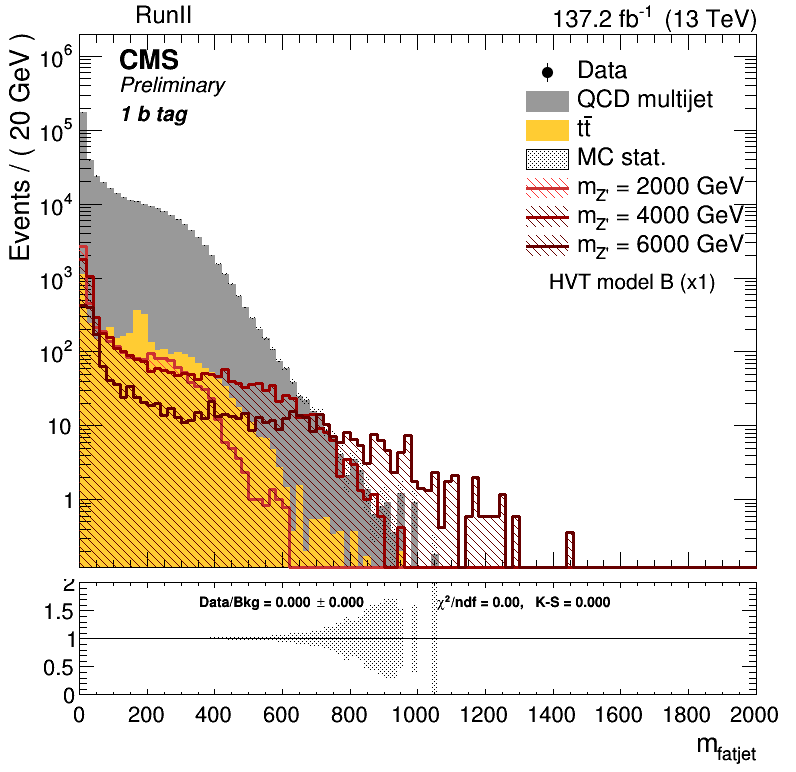 RunII
137.2 fb⁻¹ (13 TeV)
CMS
Preliminary
1 b tag
Data
QCD multijet
tt̄
MC stat.
m_Z' = 2000 GeV
m_Z' = 4000 GeV
m_Z' = 6000 GeV
HVT model B (x1)
Events / ( 20 GeV )
10⁶
10⁵
10⁴
10³
10²
10
1
Data/Bkg = 0.000 ± 0.000
χ²/ndf = 0.00, K-S = 0.000
2
1.5
1
0.5
0
0 200 400 600 800 1000 1200 1400 1600 1800 2000
m_fatjet